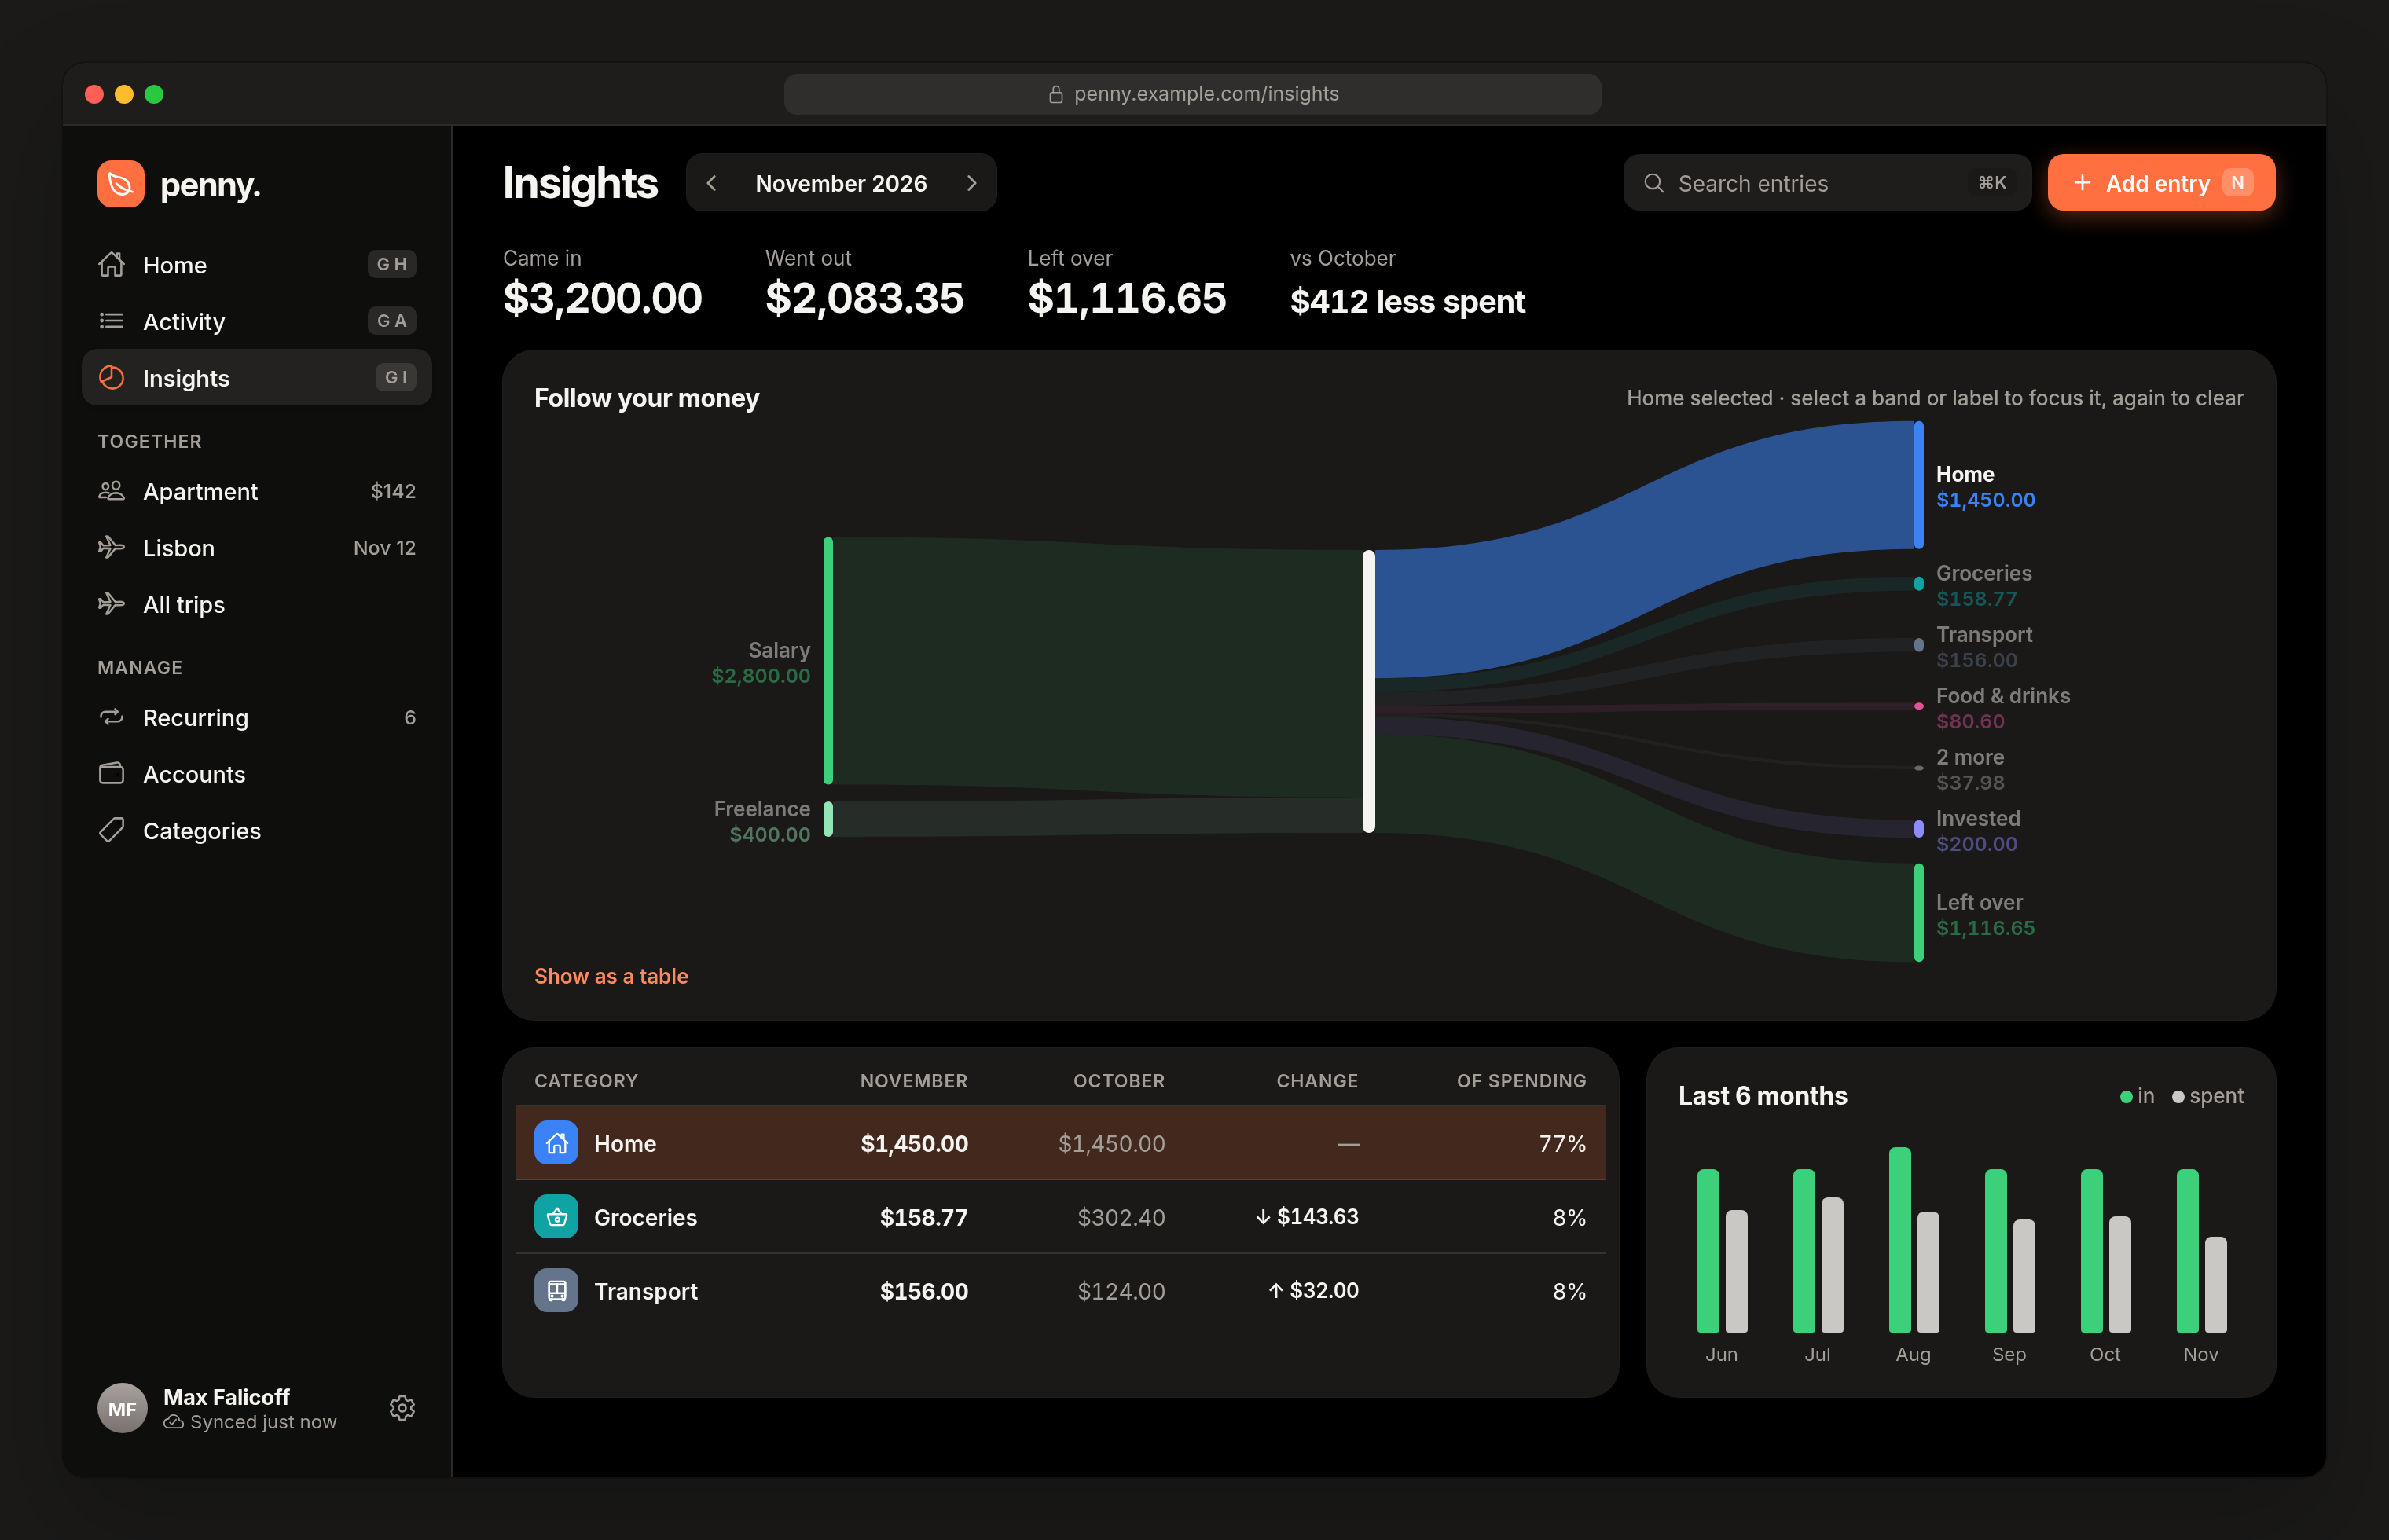 penny.example.com/insights
penny.
Home G H
Activity G A
Insights G I
TOGETHER
Apartment $142
Lisbon Nov 12
All trips
MANAGE
Recurring 6
Accounts
Categories
MF
Max Falicoff
Synced just now
Insights
November 2026
Search entries ⌘K
+ Add entry N
Came in
$3,200.00
Went out
$2,083.35
Left over
$1,116.65
vs October
$412 less spent
Follow your money
Home selected · select a band or label to focus it, again to clear
Salary
$2,800.00
Freelance
$400.00
Home
$1,450.00
Groceries
$158.77
Transport
$156.00
Food & drinks
$80.60
2 more
$37.98
Invested
$200.00
Left over
$1,116.65
Show as a table
CATEGORY NOVEMBER OCTOBER CHANGE OF SPENDING
Home $1,450.00 $1,450.00 — 77%
Groceries $158.77 $302.40 ↓ $143.63 8%
Transport $156.00 $124.00 ↑ $32.00 8%
Last 6 months
in spent
Jun Jul Aug Sep Oct Nov